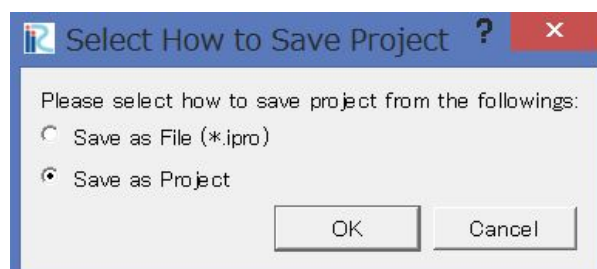 Select How to Save Project ? ×
Please select how to save project from the followings:
Save as File (*.ipro)
Save as Project
OK Cancel